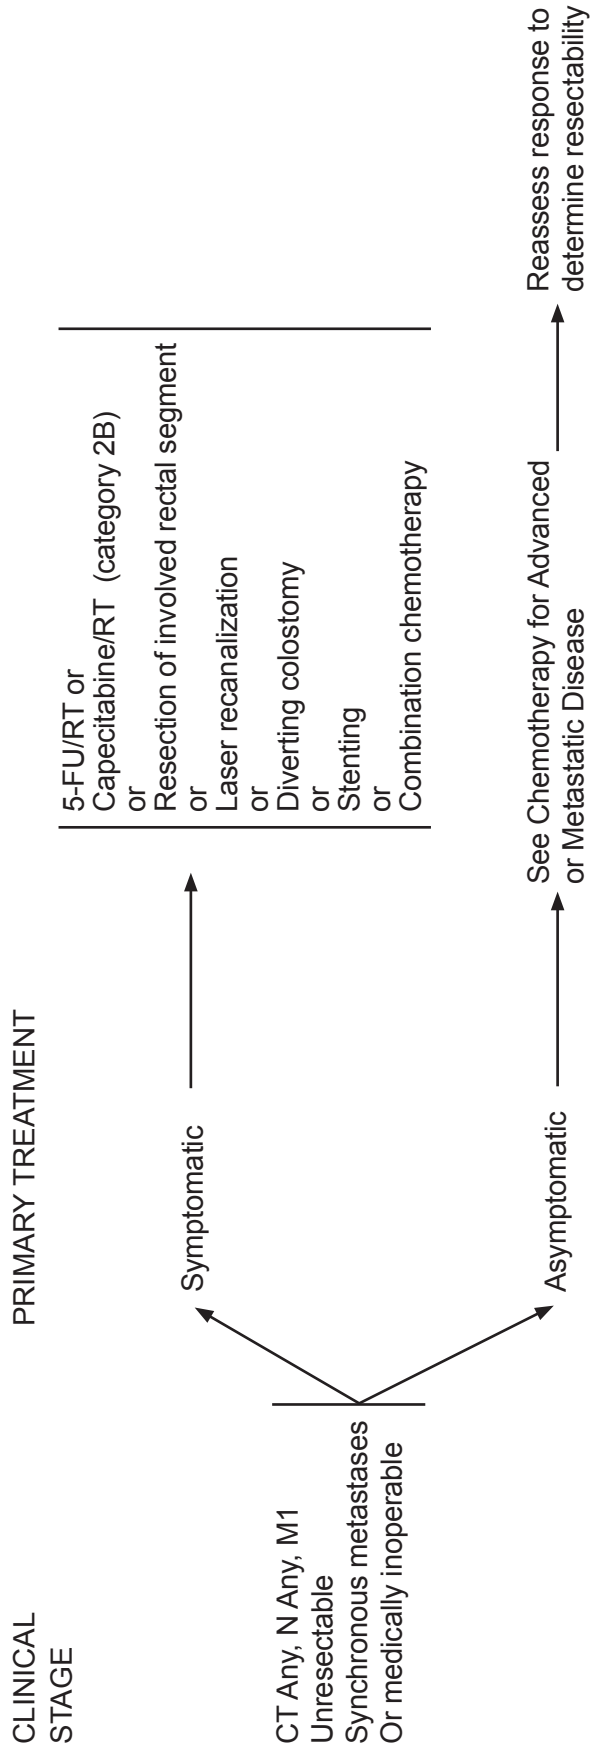 CLINICAL
STAGE
PRIMARY TREATMENT
CT Any, N Any, M1
Unresectable
Synchronous metastases
Or medically inoperable
Symptomatic
5-FU/RT or
Capecitabine/RT (category 2B)
or
Resection of involved rectal segment
or
Laser recanalization
or
Diverting colostomy
or
Stenting
or
Combination chemotherapy
Asymptomatic
See Chemotherapy for Advanced
or Metastatic Disease
Reassess response to
determine resectability